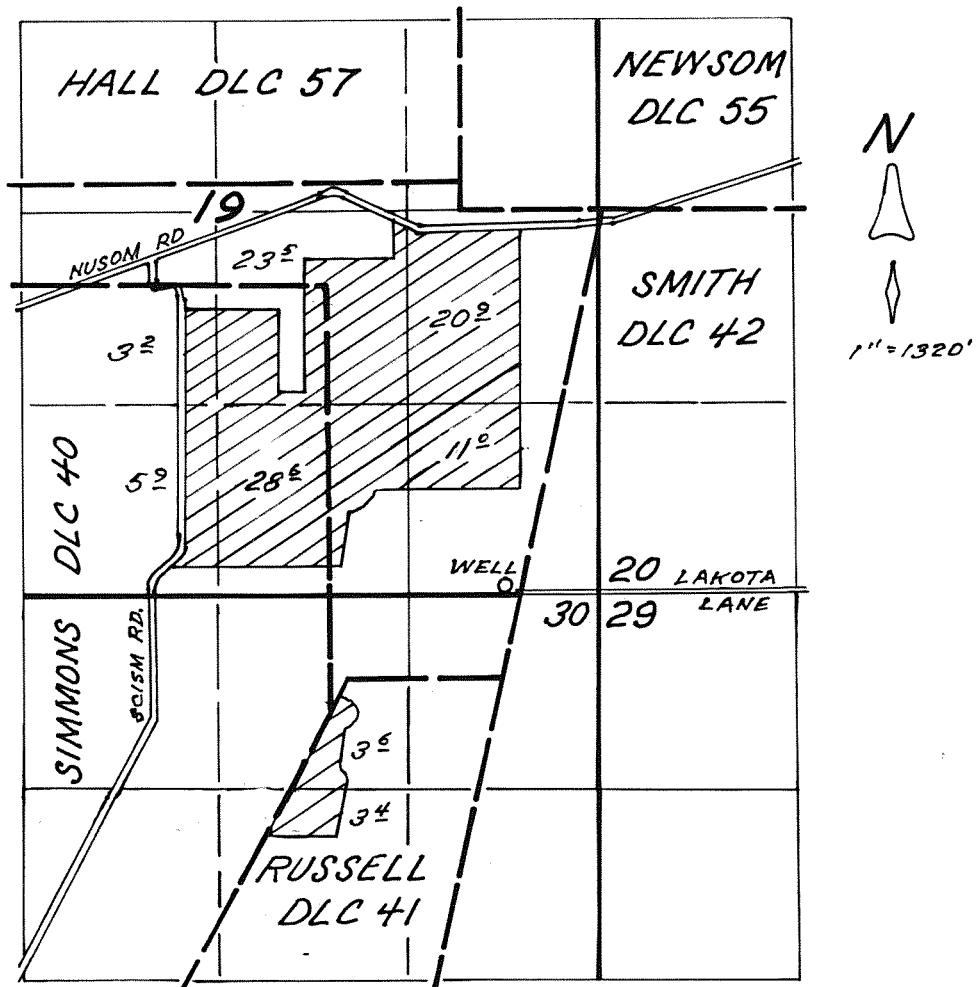 HALL DLC 57
NEWSOM
DLC 55
N
19
NUSOM RD
23 5
SMITH
DLC 42
20 9
1" = 1320'
3 2
DLC 40
5 9
28 6
11 0
WELL
20 LAKOTA
30 29 LANE
SIMMONS
SCISM RD.
3 6
3 4
RUSSELL
DLC 41